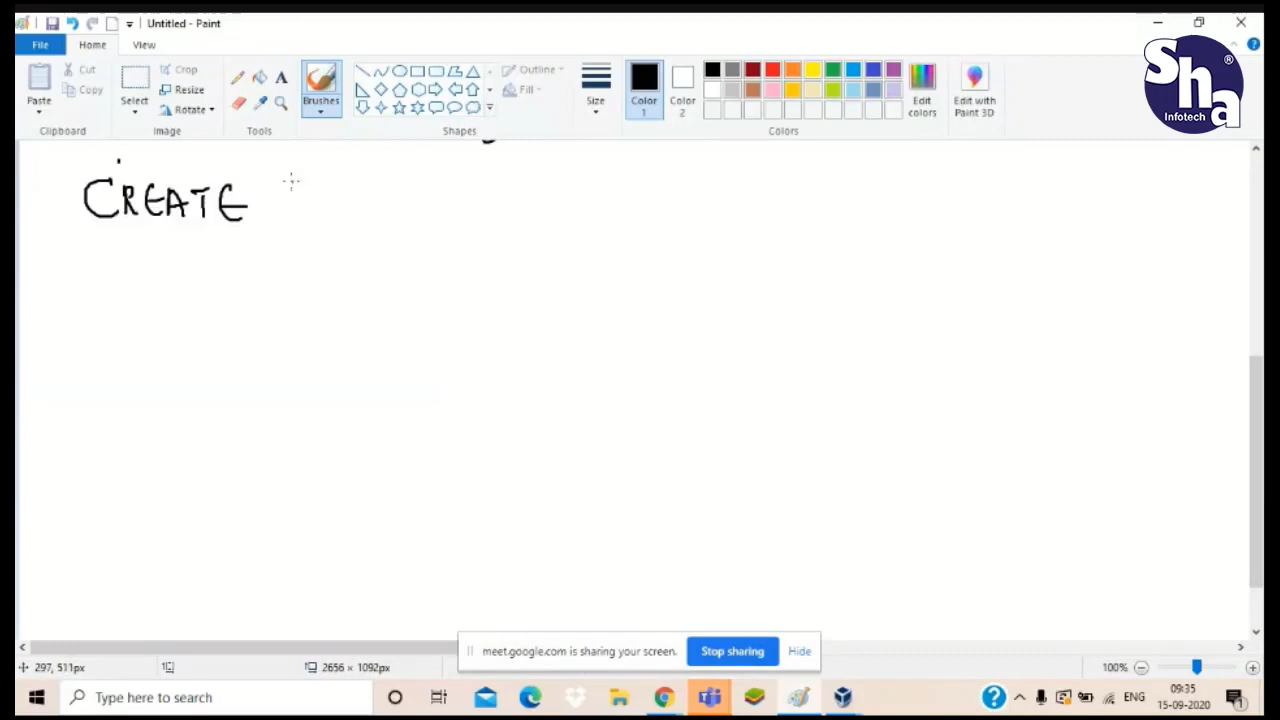 Untitled - Paint
File Home View
Sha
Infotech
®
Paste
Cut
Copy
Clipboard
Select
Crop
Resize
Rotate
Image
A
Tools
Brushes
Shapes
Outline
Fill
Size
Color 1
Color 2
Edit colors
Edit with Paint 3D
Colors
CREATE
meet.google.com is sharing your screen. Stop sharing Hide
297, 511px 2656 × 1092px 100%
Type here to search
ENG
09:35
15-09-2020
1